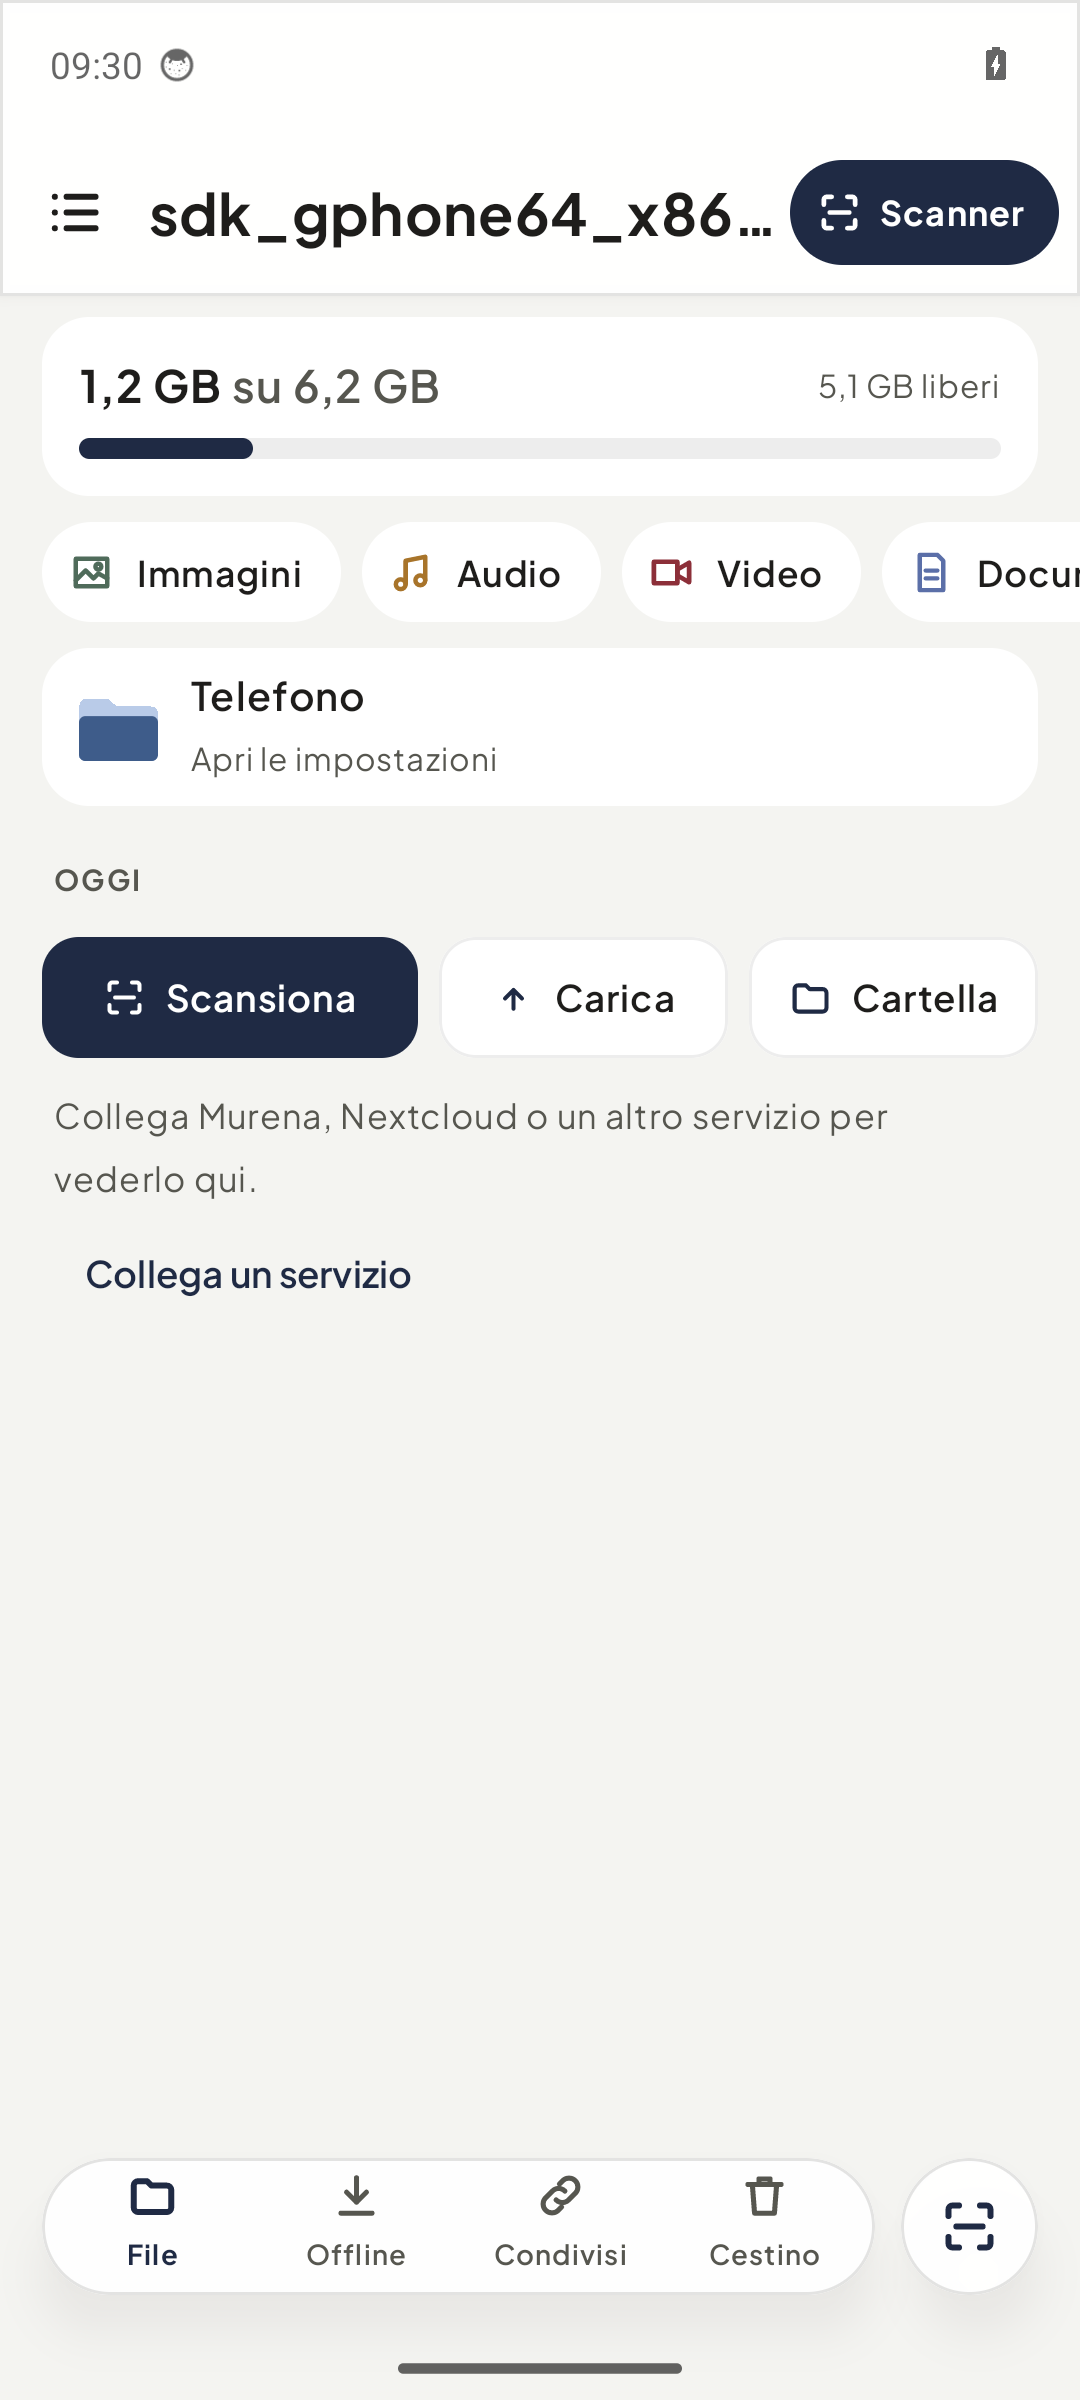 09:30
sdk_gphone64_x86…
Scanner
1,2 GB su 6,2 GB
5,1 GB liberi
Immagini
Audio
Video
Docur
Telefono
Apri le impostazioni
OGGI
Scansiona
Carica
Cartella
Collega Murena, Nextcloud o un altro servizio per
vederlo qui.
Collega un servizio
File
Offline
Condivisi
Cestino